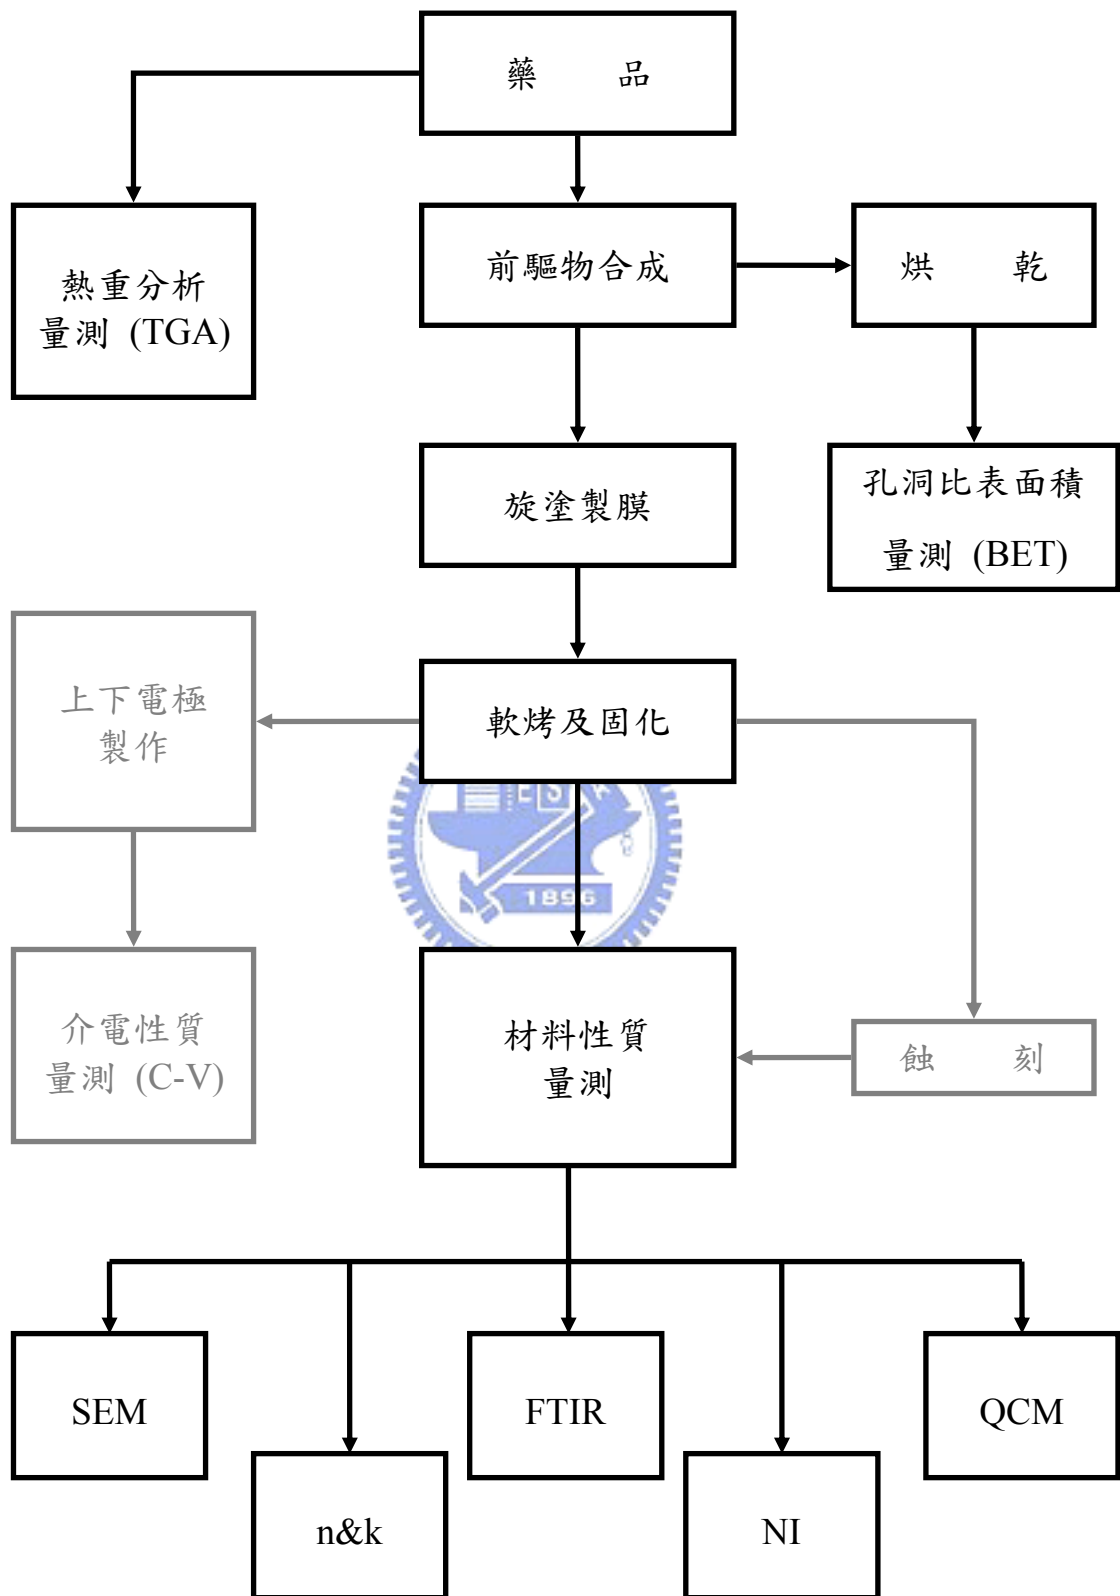 藥 品
熱重分析
量測 (TGA)
前驅物合成
烘 乾
旋塗製膜
孔洞比表面積
量測 (BET)
上下電極
製作
軟烤及固化
ES
1896
介電性質
量測 (C-V)
材料性質
量測
蝕 刻
SEM
FTIR
QCM
n&k
NI